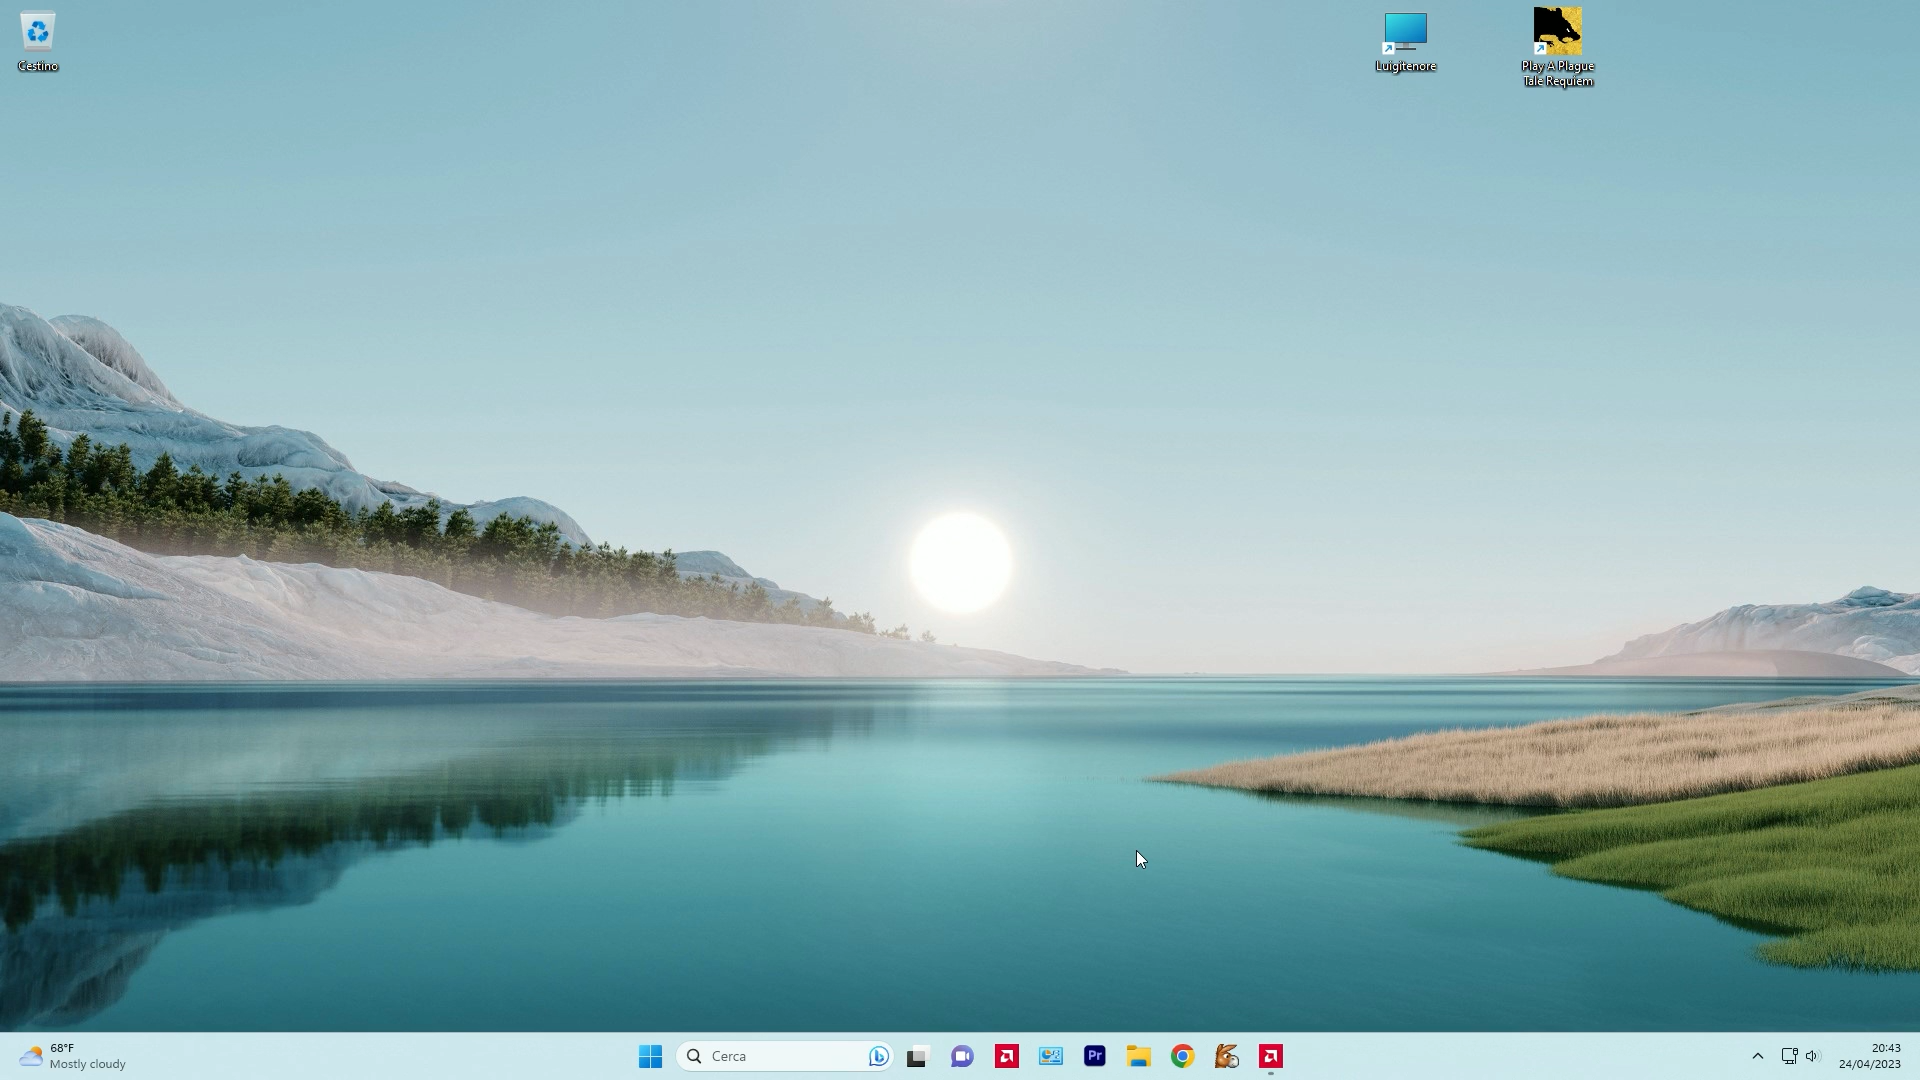 Cestino
Luigitenore
Play A Plague
Tale Requiem
68°F
Mostly cloudy
Cerca
Pr
20:43
24/04/2023